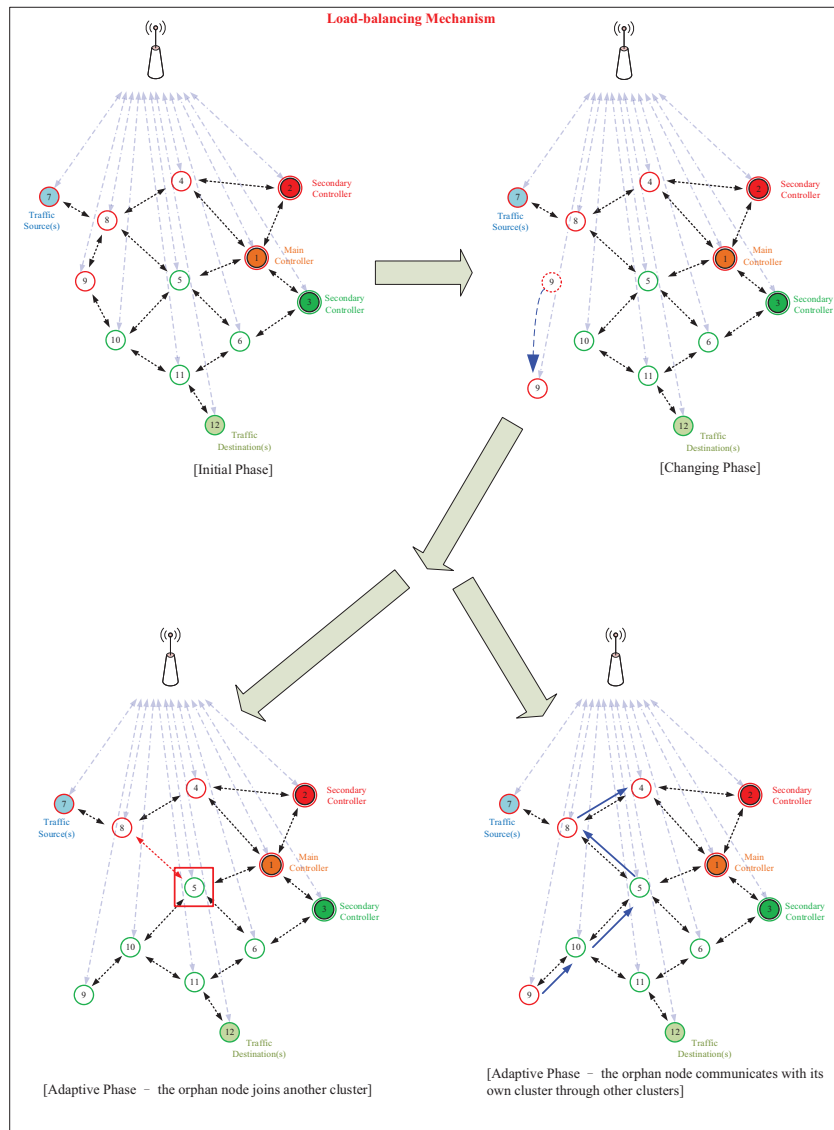 Load-balancing Mechanism
4
2
Secondary
Controller
7
Traffic
Source(s)
8
1
Main
Controller
9
5
3
Secondary
Controller
10
6
11
12
Traffic
Destination(s)
[Initial Phase]
4
2
Secondary
Controller
7
Traffic
Source(s)
8
1
Main
Controller
9
5
3
Secondary
Controller
10
6
11
9
12
Traffic
Destination(s)
[Changing Phase]
4
2
Secondary
Controller
7
Traffic
Source(s)
8
1
Main
Controller
5
3
Secondary
Controller
10
6
9
11
12
Traffic
Destination(s)
[Adaptive Phase - the orphan node joins another cluster]
4
2
Secondary
Controller
7
Traffic
Source(s)
8
1
Main
Controller
5
3
Secondary
Controller
10
6
9
11
12
Traffic
Destination(s)
[Adaptive Phase - the orphan node communicates with its
own cluster through other clusters]